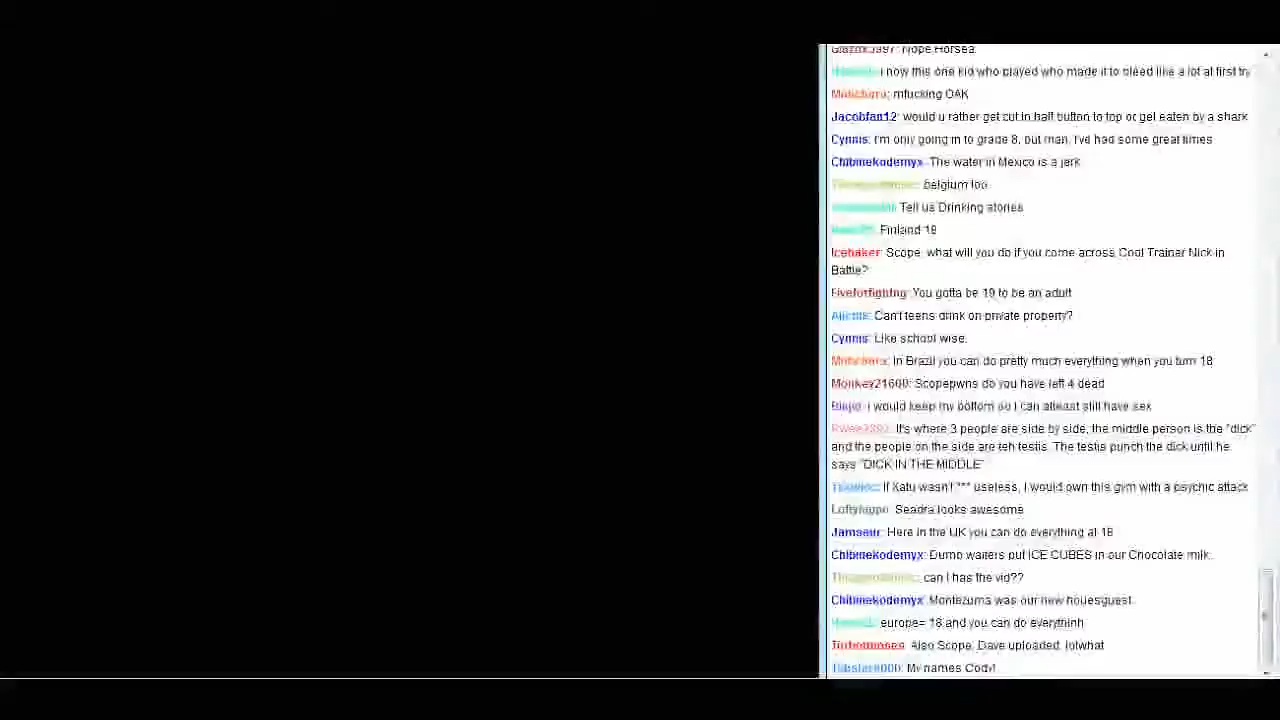 Nope Horsea.
i now this one kid who played who made it to bleed like a lot at first try
mfucking OAK
Jacobfan12: would u rather get cut in half button to top or get eaten by a shark
Cynnis: I'm only going in to grade 8, but man, I've had some great times
Chibinekodemyx: The water in Mexico is a jerk
belgium too
Tell us Drinking stories
Finland 18
Icebaker: Scope, what will you do if you come across Cool Trainer Nick in
Battle?
Fiveforfighting: You gotta be 19 to be an adult
Can't teens drink on private property?
Cynnis: Like school wise.
In Brazil you can do pretty much everything when you turn 18
Monkey21600: Scopepwns do you have left 4 dead
i would keep my bottom so I can atleast still have sex
It's where 3 people are side by side, the middle person is the "dick"
and the people on the side are teh testis. The testis punch the dick until he
says "DICK IN THE MIDDLE"
If Xatu wasn't *** useless, I would own this gym with a psychic attack
Seadra looks awesome
Jamseur: Here in the UK you can do everything at 18
Chibinekodemyx: Dumb waiters put ICE CUBES in our Chocolate milk.
can I has the vid??
Chibinekodemyx: Montezuma was our new houesguest.
europe= 18 and you can do everythinh
Turbomooses: Also Scope, Dave uploaded. lolwhat
My names Cody!